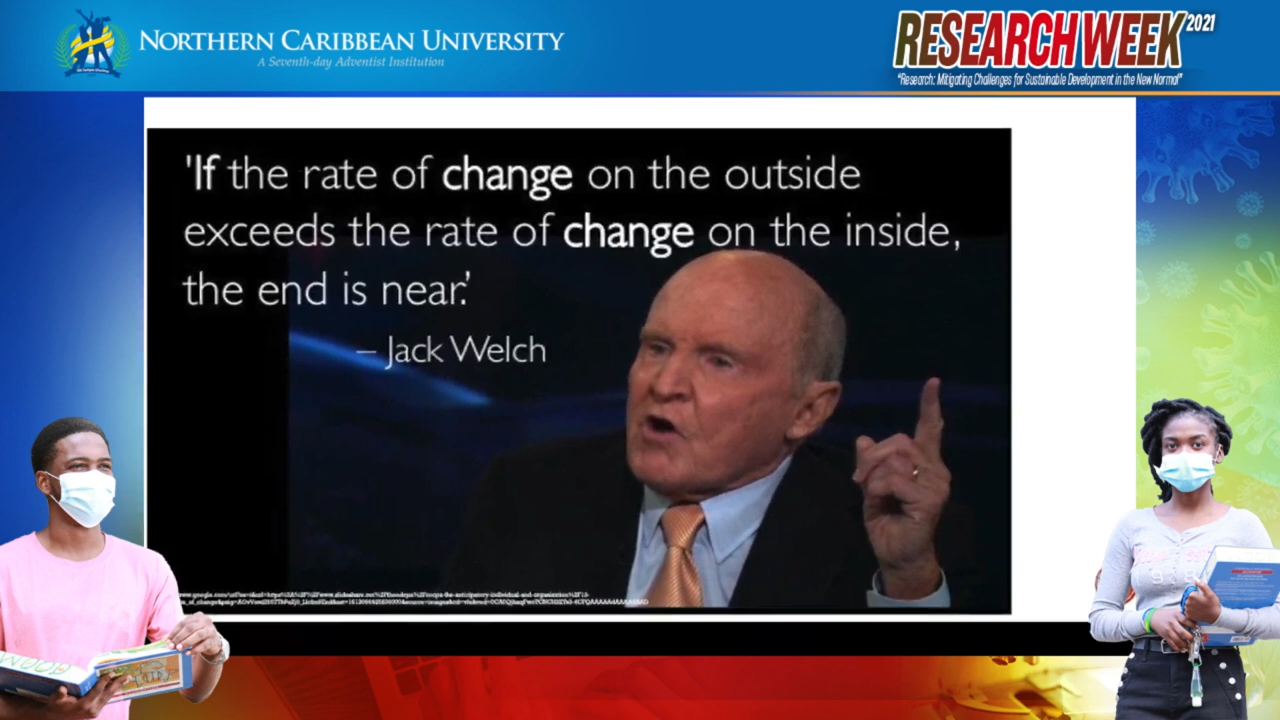 NORTHERN CARIBBEAN UNIVERSITY
A Seventh-day Adventist Institution
RESEARCH WEEK 2021
"Research: Mitigating Challenges for Sustainable Development in the New Normal"
'If the rate of change on the outside
exceeds the rate of change on the inside,
the end is near.'
– Jack Welch